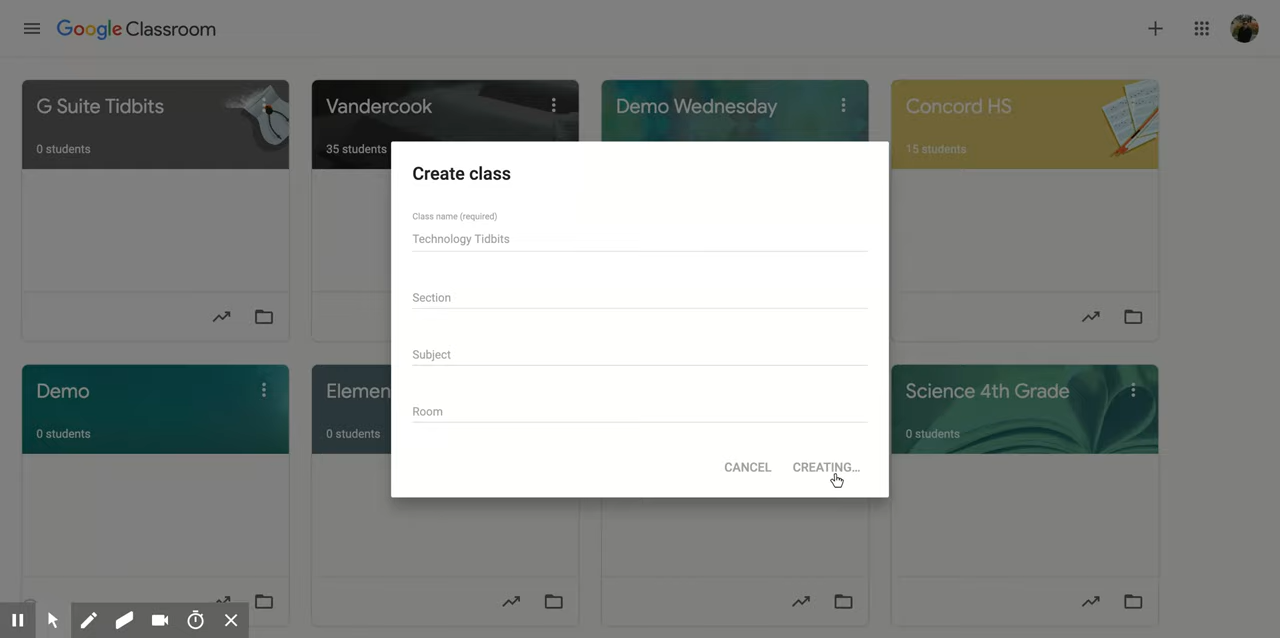 Google Classroom
G Suite Tidbits
0 students
Vandercook
35 students
Demo Wednesday
Concord HS
15 students
Create class
Class name (required)
Technology Tidbits
Section
Subject
Room
CANCEL
CREATING...
Demo
0 students
Elemen
0 students
Science 4th Grade
0 students